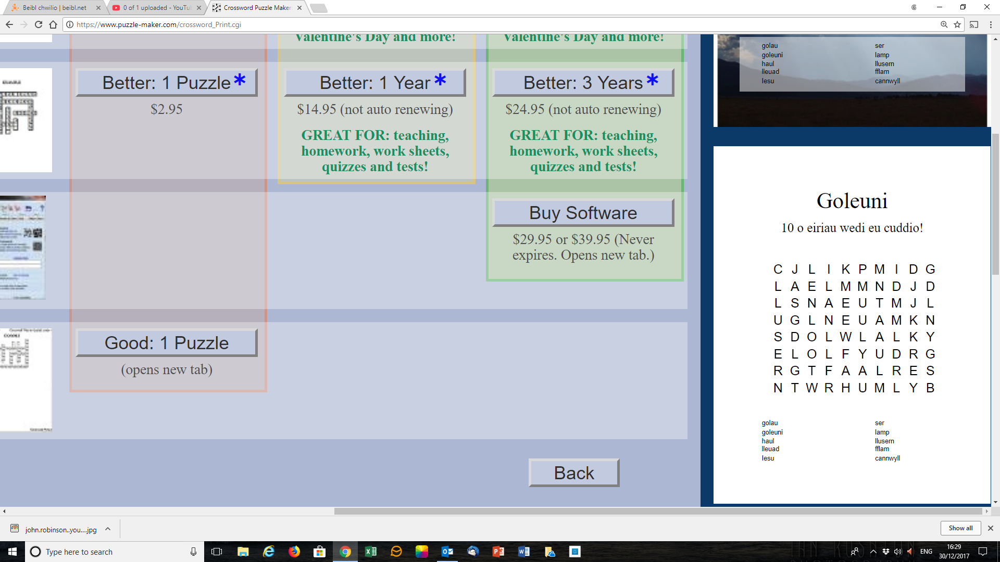 Beibl chwilio | beibl.net
0 of 1 uploaded - YouTu
Crossword Puzzle Maker:
https://www.puzzle-maker.com/crossword_Print.cgi
Valentine's Day and more!
Valentine's Day and more!
Better: 1 Puzzle *
$2.95
Better: 1 Year *
$14.95 (not auto renewing)
GREAT FOR: teaching,
homework, work sheets,
quizzes and tests!
Better: 3 Years *
$24.95 (not auto renewing)
GREAT FOR: teaching,
homework, work sheets,
quizzes and tests!
Buy Software
$29.95 or $39.95 (Never
expires. Opens new tab.)
Good: 1 Puzzle
(opens new tab)
Back
golau ser
goleuni lamp
haul llusern
lleuad fflam
Iesu cannwyll
Goleuni
10 o eiriau wedi eu cuddio!
C J L I K P M I D G
L A E L M M N D J D
L S N A E U T M J L
U G L N E U A M K N
S D O L W L A L K Y
E L O L F Y U D R G
R G T F A A L R E S
N T W R H U M L Y B
golau ser
goleuni lamp
haul llusern
lleuad fflam
Iesu cannwyll
john.robinson..you....jpg
Show all
Type here to search
ENG
16:29
30/12/2017